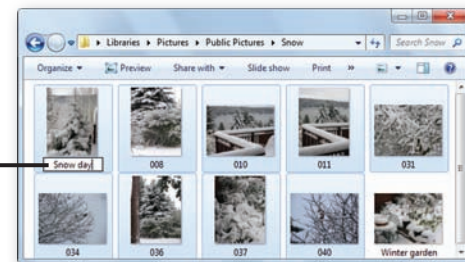 Libraries ▸ Pictures ▸ Public Pictures ▸ Snow
Search Snow
Organize Preview Share with Slide show Print »
Snow day 008 010 011 031
034 036 037 040 Winter garden